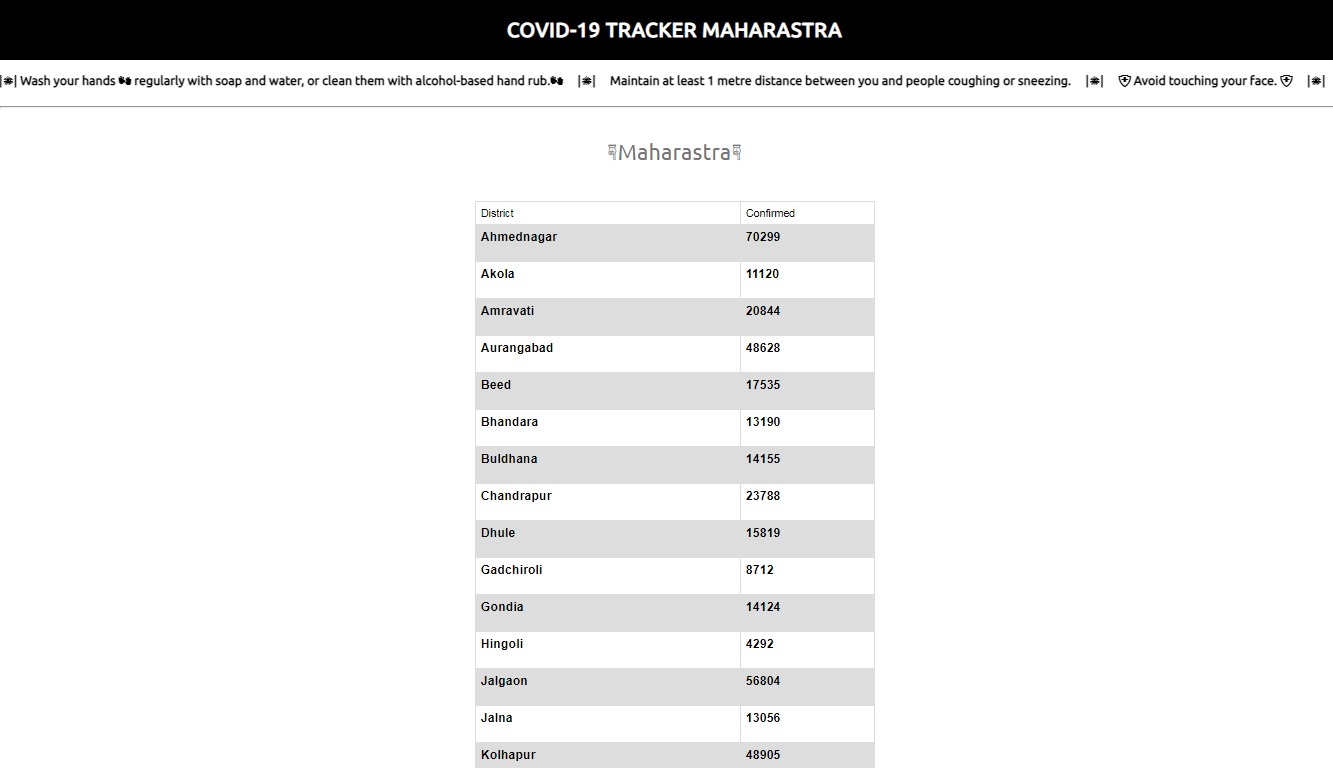 COVID-19 TRACKER MAHARASTRA
|✺| Wash your hands 👐 regularly with soap and water, or clean them with alcohol-based hand rub.👐 |✺| Maintain at least 1 metre distance between you and people coughing or sneezing. |✺| ⛨ Avoid touching your face. ⛨ |✺|
☟Maharastra☟
District Confirmed
Ahmednagar 70299
Akola 11120
Amravati 20844
Aurangabad 48628
Beed 17535
Bhandara 13190
Buldhana 14155
Chandrapur 23788
Dhule 15819
Gadchiroli 8712
Gondia 14124
Hingoli 4292
Jalgaon 56804
Jalna 13056
Kolhapur 48905